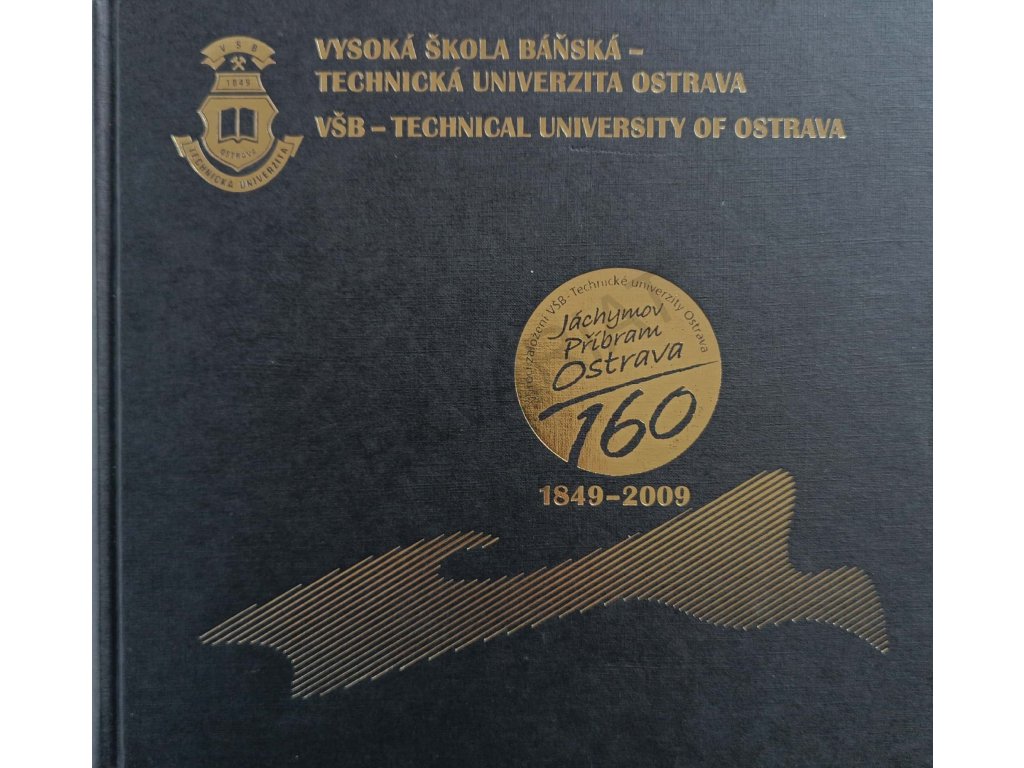 VŠB
1849
OSTRAVA
TECHNICKÁ UNIVERZITA
VYSOKÁ ŠKOLA BÁŇSKÁ –
TECHNICKÁ UNIVERZITA OSTRAVA
VŠB – TECHNICAL UNIVERSITY OF OSTRAVA
založení VŠB - Technické univerzity Ostrava
Jáchymov
Příbram
Ostrava
160
1849–2009